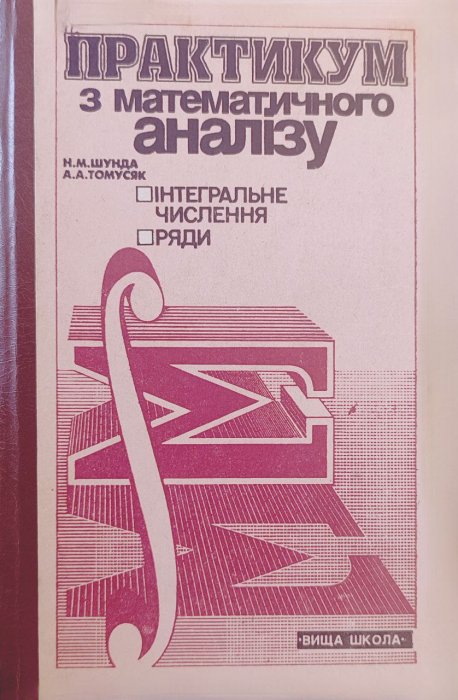 ПРАКТИКУМ
з математичного
аналізу
Н.М.ШУНДА
А.А.ТОМУСЯК
ІНТЕГРАЛЬНЕ
ЧИСЛЕННЯ
РЯДИ
·ВИЩА ШКОЛА·